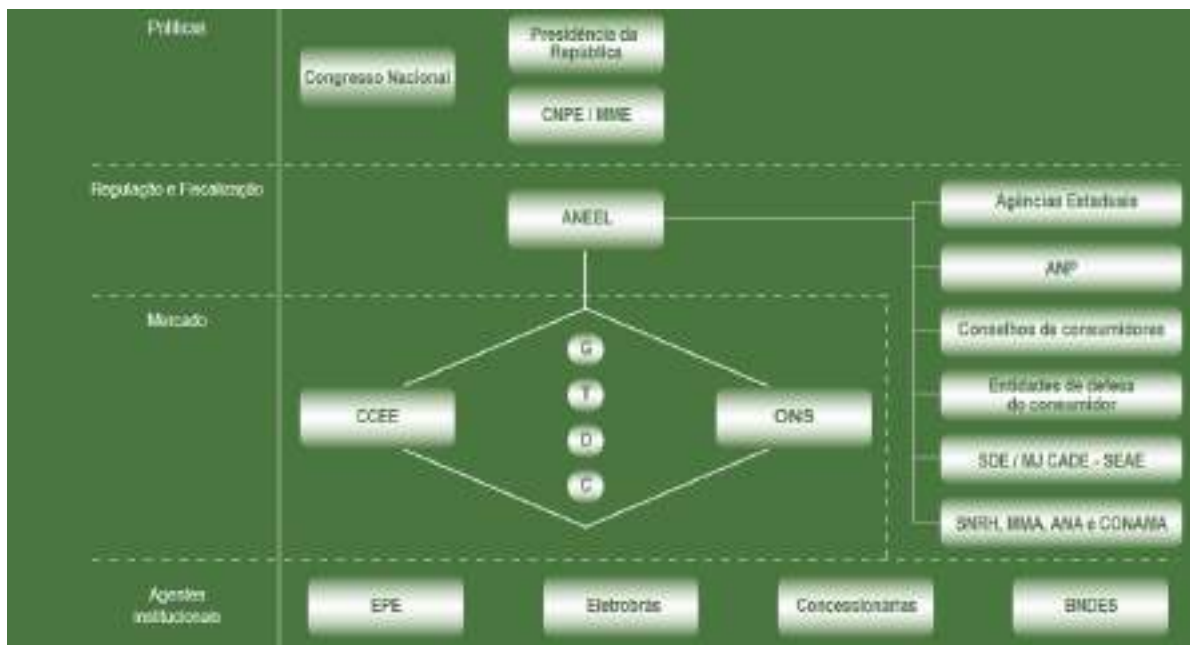 Políticas
Presidência da
República
Congresso Nacional
CNPE / MME
Regulação e Fiscalização
ANEEL
Agências Estaduais
ANP
Mercado
Conselhos de consumidores
G
T
D
C
CCEE
ONS
Entidades de defesa
do consumidor
SDE / MJ CADE - SEAE
SNRH, MMA, ANA e CONAMA
Agentes
institucionais
EPE
Eletrobrás
Concessionárias
BNDES